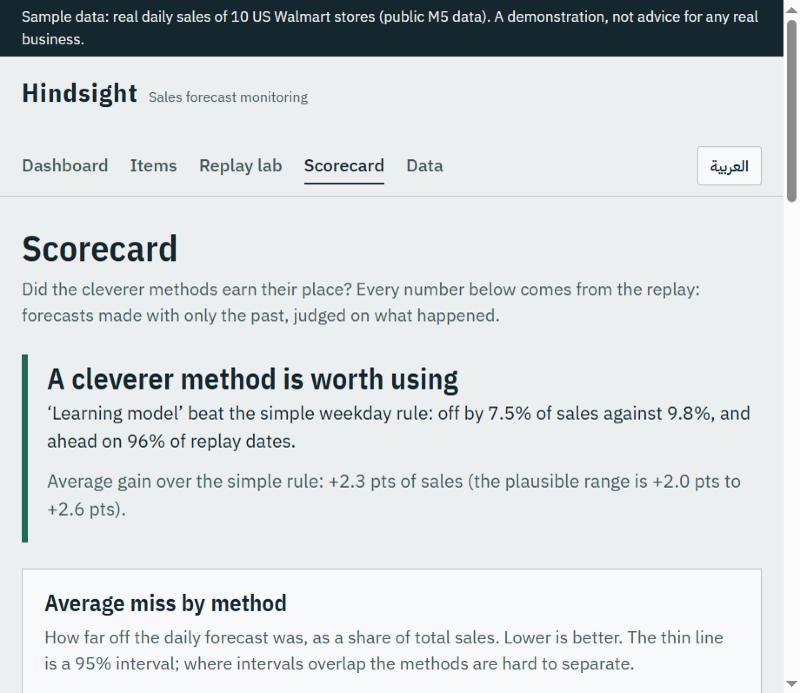 Sample data: real daily sales of 10 US Walmart stores (public M5 data). A demonstration, not advice for any real
business.
Hindsight Sales forecast monitoring
Dashboard Items Replay lab Scorecard Data العربية
Scorecard
Did the cleverer methods earn their place? Every number below comes from the replay:
forecasts made with only the past, judged on what happened.
A cleverer method is worth using
‘Learning model’ beat the simple weekday rule: off by 7.5% of sales against 9.8%, and
ahead on 96% of replay dates.
Average gain over the simple rule: +2.3 pts of sales (the plausible range is +2.0 pts to
+2.6 pts).
Average miss by method
How far off the daily forecast was, as a share of total sales. Lower is better. The thin line
is a 95% interval; where intervals overlap the methods are hard to separate.